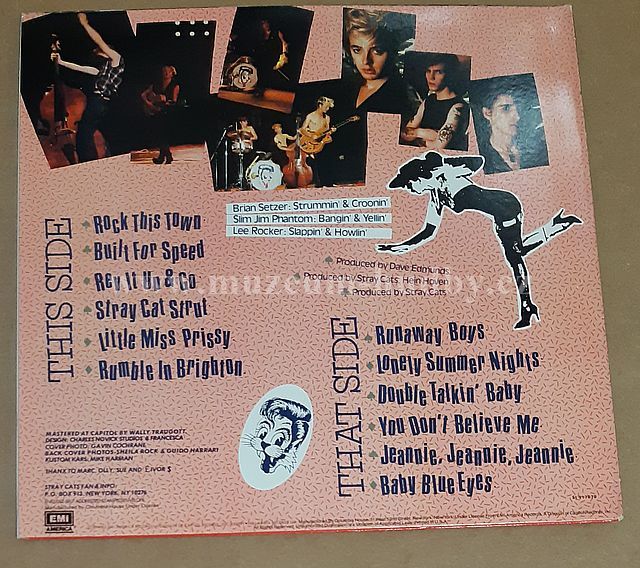 Brian Setzer: Strummin' & Croonin'
Slim Jim Phantom: Bangin' & Yellin'
Lee Rocker: Slappin' & Howlin'
Produced by Dave Edmunds
Produced by Stray Cats, Hein Hoven
Produced by Stray Cats
THIS SIDE
Rock This Town
Built For Speed
Rev It Up & Go
Stray Cat Strut
Little Miss Prissy
Rumble In Brighton
THAT SIDE
Runaway Boys
Lonely Summer Nights
Double Talkin' Baby
You Don't Believe Me
Jeannie, Jeannie, Jeannie
Baby Blue Eyes
MASTERED AT CAPITOL BY WALLY TRAUGOTT,
DESIGN: CHARLES NOVICK STUDIOS & FRANCESCA
COVER PHOTO: GAVIN COCHRANE,
BACK COVER PHOTOS-SHEILA ROCK & GUIDO HARRARI
KUSTOM KARS: MIKE HARMAN
THANX TO MARC, OLLY, SUE AND
STRAY CATS FAN & INFO:
P.O. BOX 913, NEW YORK, NY 10276
EMI
AMERICA